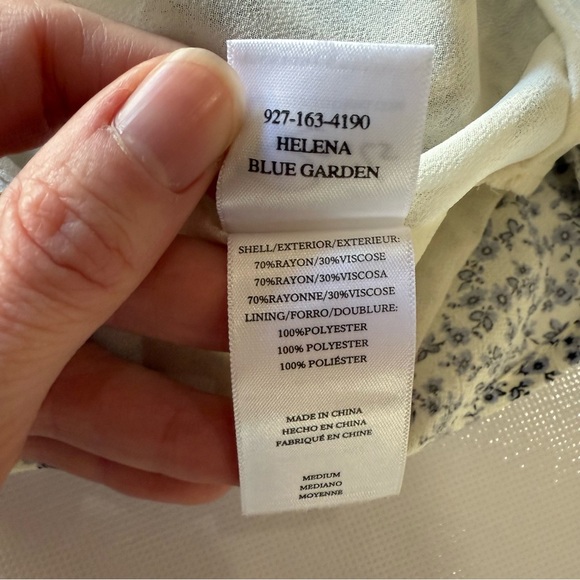 927-163-4190
HELENA
BLUE GARDEN
SHELL/EXTERIOR/EXTERIEUR:
70%RAYON/30%VISCOSE
70%RAYON/30%VISCOSA
70%RAYONNE/30%VISCOSE
LINING/FORRO/DOUBLURE:
100%POLYESTER
100% POLYESTER
100% POLIÉSTER
MADE IN CHINA
HECHO EN CHINA
FABRIQUÉ EN CHINE
MEDIUM
MEDIANO
MOYENNE